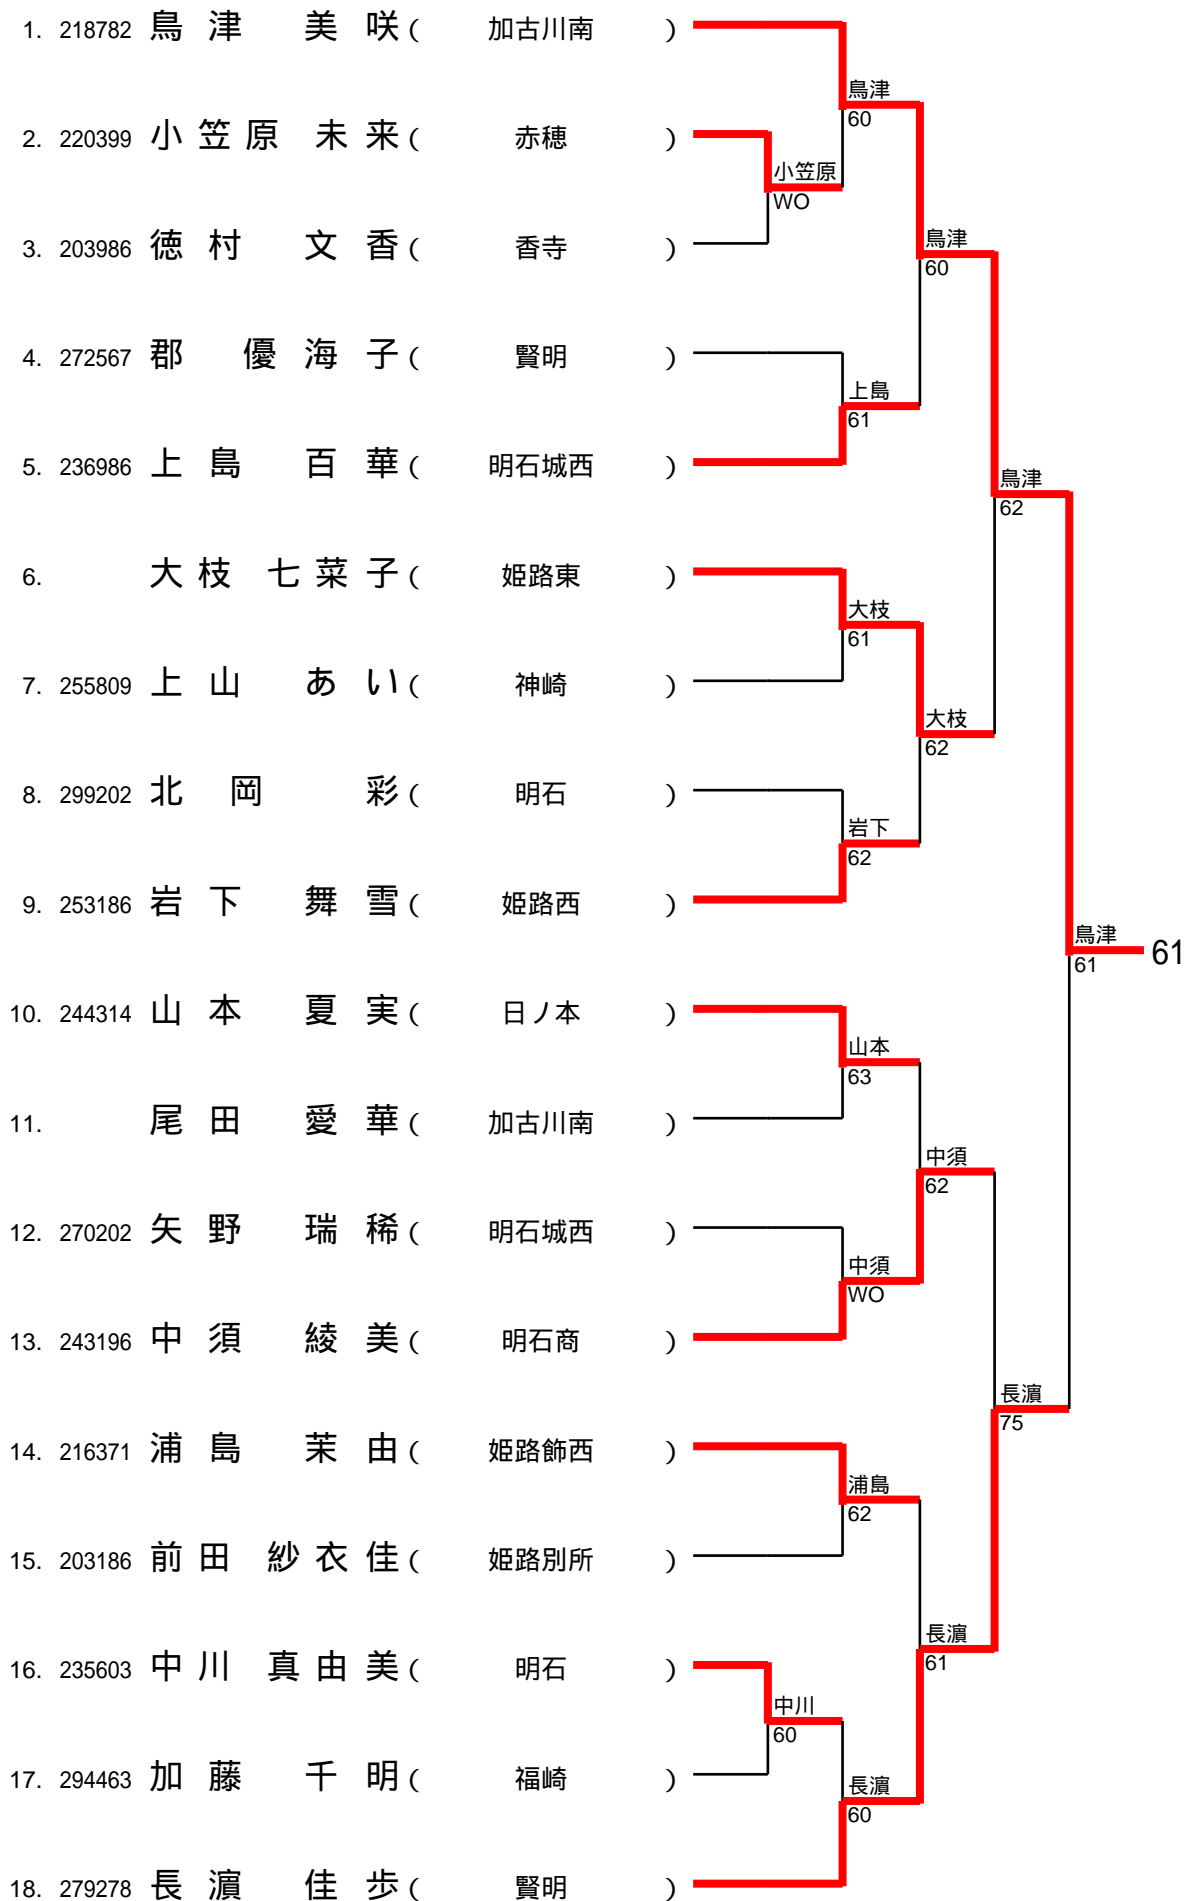 1. 218782 鳥津 美咲 ( 加古川南 )
鳥津
60
2. 220399 小笠原 未来 ( 赤穂 )
小笠原
WO
3. 203986 徳村 文香 ( 香寺 )
鳥津
60
4. 272567 郡 優海子 ( 賢明 )
上島
61
5. 236986 上島 百華 ( 明石城西 )
鳥津
62
6. 大枝 七菜子 ( 姫路東 )
大枝
61
7. 255809 上山 あい ( 神崎 )
大枝
62
8. 299202 北岡 彩 ( 明石 )
岩下
62
9. 253186 岩下 舞雪 ( 姫路西 )
鳥津
61
61
10. 244314 山本 夏実 ( 日ノ本 )
山本
63
11. 尾田 愛華 ( 加古川南 )
中須
62
12. 270202 矢野 瑞稀 ( 明石城西 )
中須
WO
13. 243196 中須 綾美 ( 明石商 )
長濵
75
14. 216371 浦島 茉由 ( 姫路飾西 )
浦島
62
15. 203186 前田 紗衣佳 ( 姫路別所 )
長濵
61
16. 235603 中川 真由美 ( 明石 )
中川
60
17. 294463 加藤 千明 ( 福崎 )
長濵
60
18. 279278 長濵 佳歩 ( 賢明 )